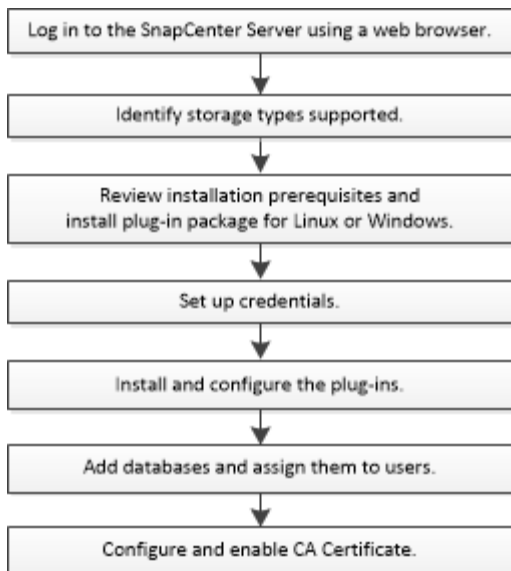 Log in to the SnapCenter Server using a web browser.
Identify storage types supported.
Review installation prerequisites and
install plug-in package for Linux or Windows.
Set up credentials.
Install and configure the plug-ins.
Add databases and assign them to users.
Configure and enable CA Certificate.